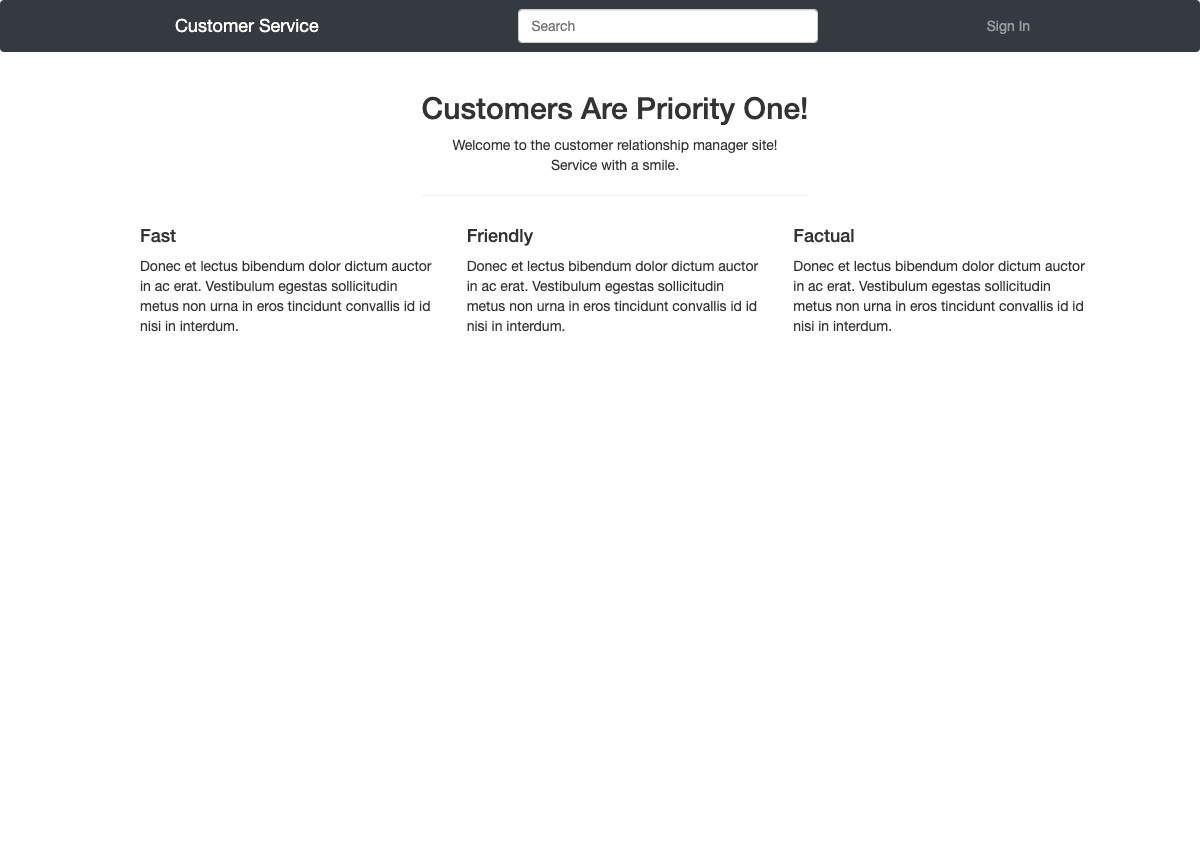 Customer Service
Search
Sign In
Customers Are Priority One!
Welcome to the customer relationship manager site!
Service with a smile.
Fast
Donec et lectus bibendum dolor dictum auctor
in ac erat. Vestibulum egestas sollicitudin
metus non urna in eros tincidunt convallis id id
nisi in interdum.
Friendly
Donec et lectus bibendum dolor dictum auctor
in ac erat. Vestibulum egestas sollicitudin
metus non urna in eros tincidunt convallis id id
nisi in interdum.
Factual
Donec et lectus bibendum dolor dictum auctor
in ac erat. Vestibulum egestas sollicitudin
metus non urna in eros tincidunt convallis id id
nisi in interdum.